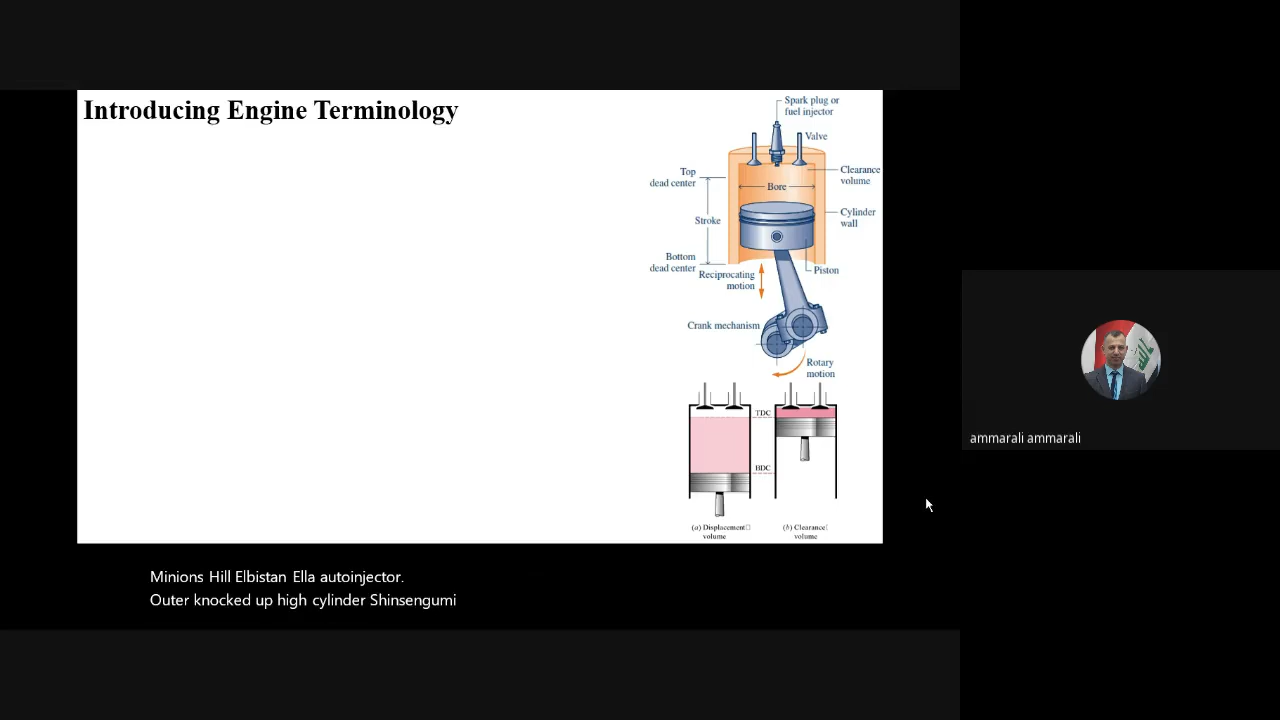 Introducing Engine Terminology
Spark plug or
fuel injector
Valve
Top
dead center
Clearance
volume
Bore
Stroke
Cylinder
wall
Bottom
dead center
Reciprocating
motion
Piston
Crank mechanism
Rotary
motion
TDC
BDC
(a) Displacement
volume
(b) Clearance
volume
ammarali ammarali
Minions Hill Elbistan Ella autoinjector.
Outer knocked up high cylinder Shinsengumi